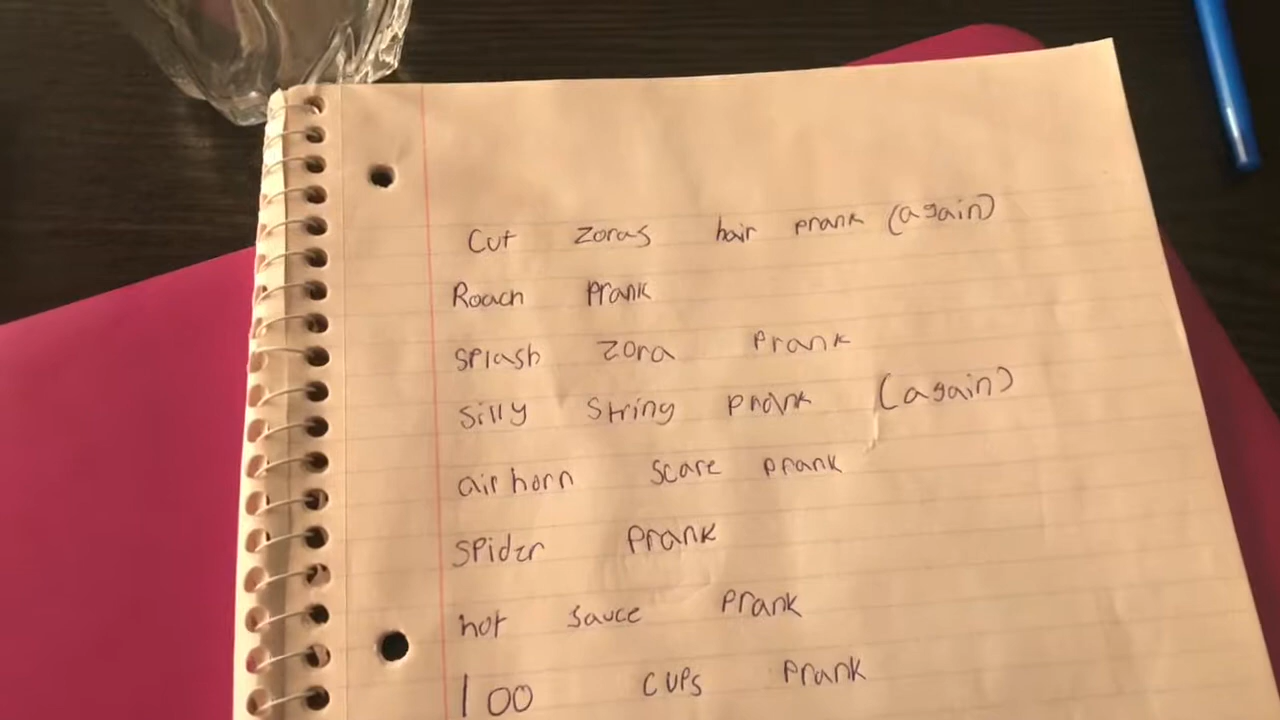 Cut zoras hair prank (again)
Roach prank
Splash zora prank
Silly String prank (again)
air horn scare prank
Spider prank
hot sauce prank
100 cups prank